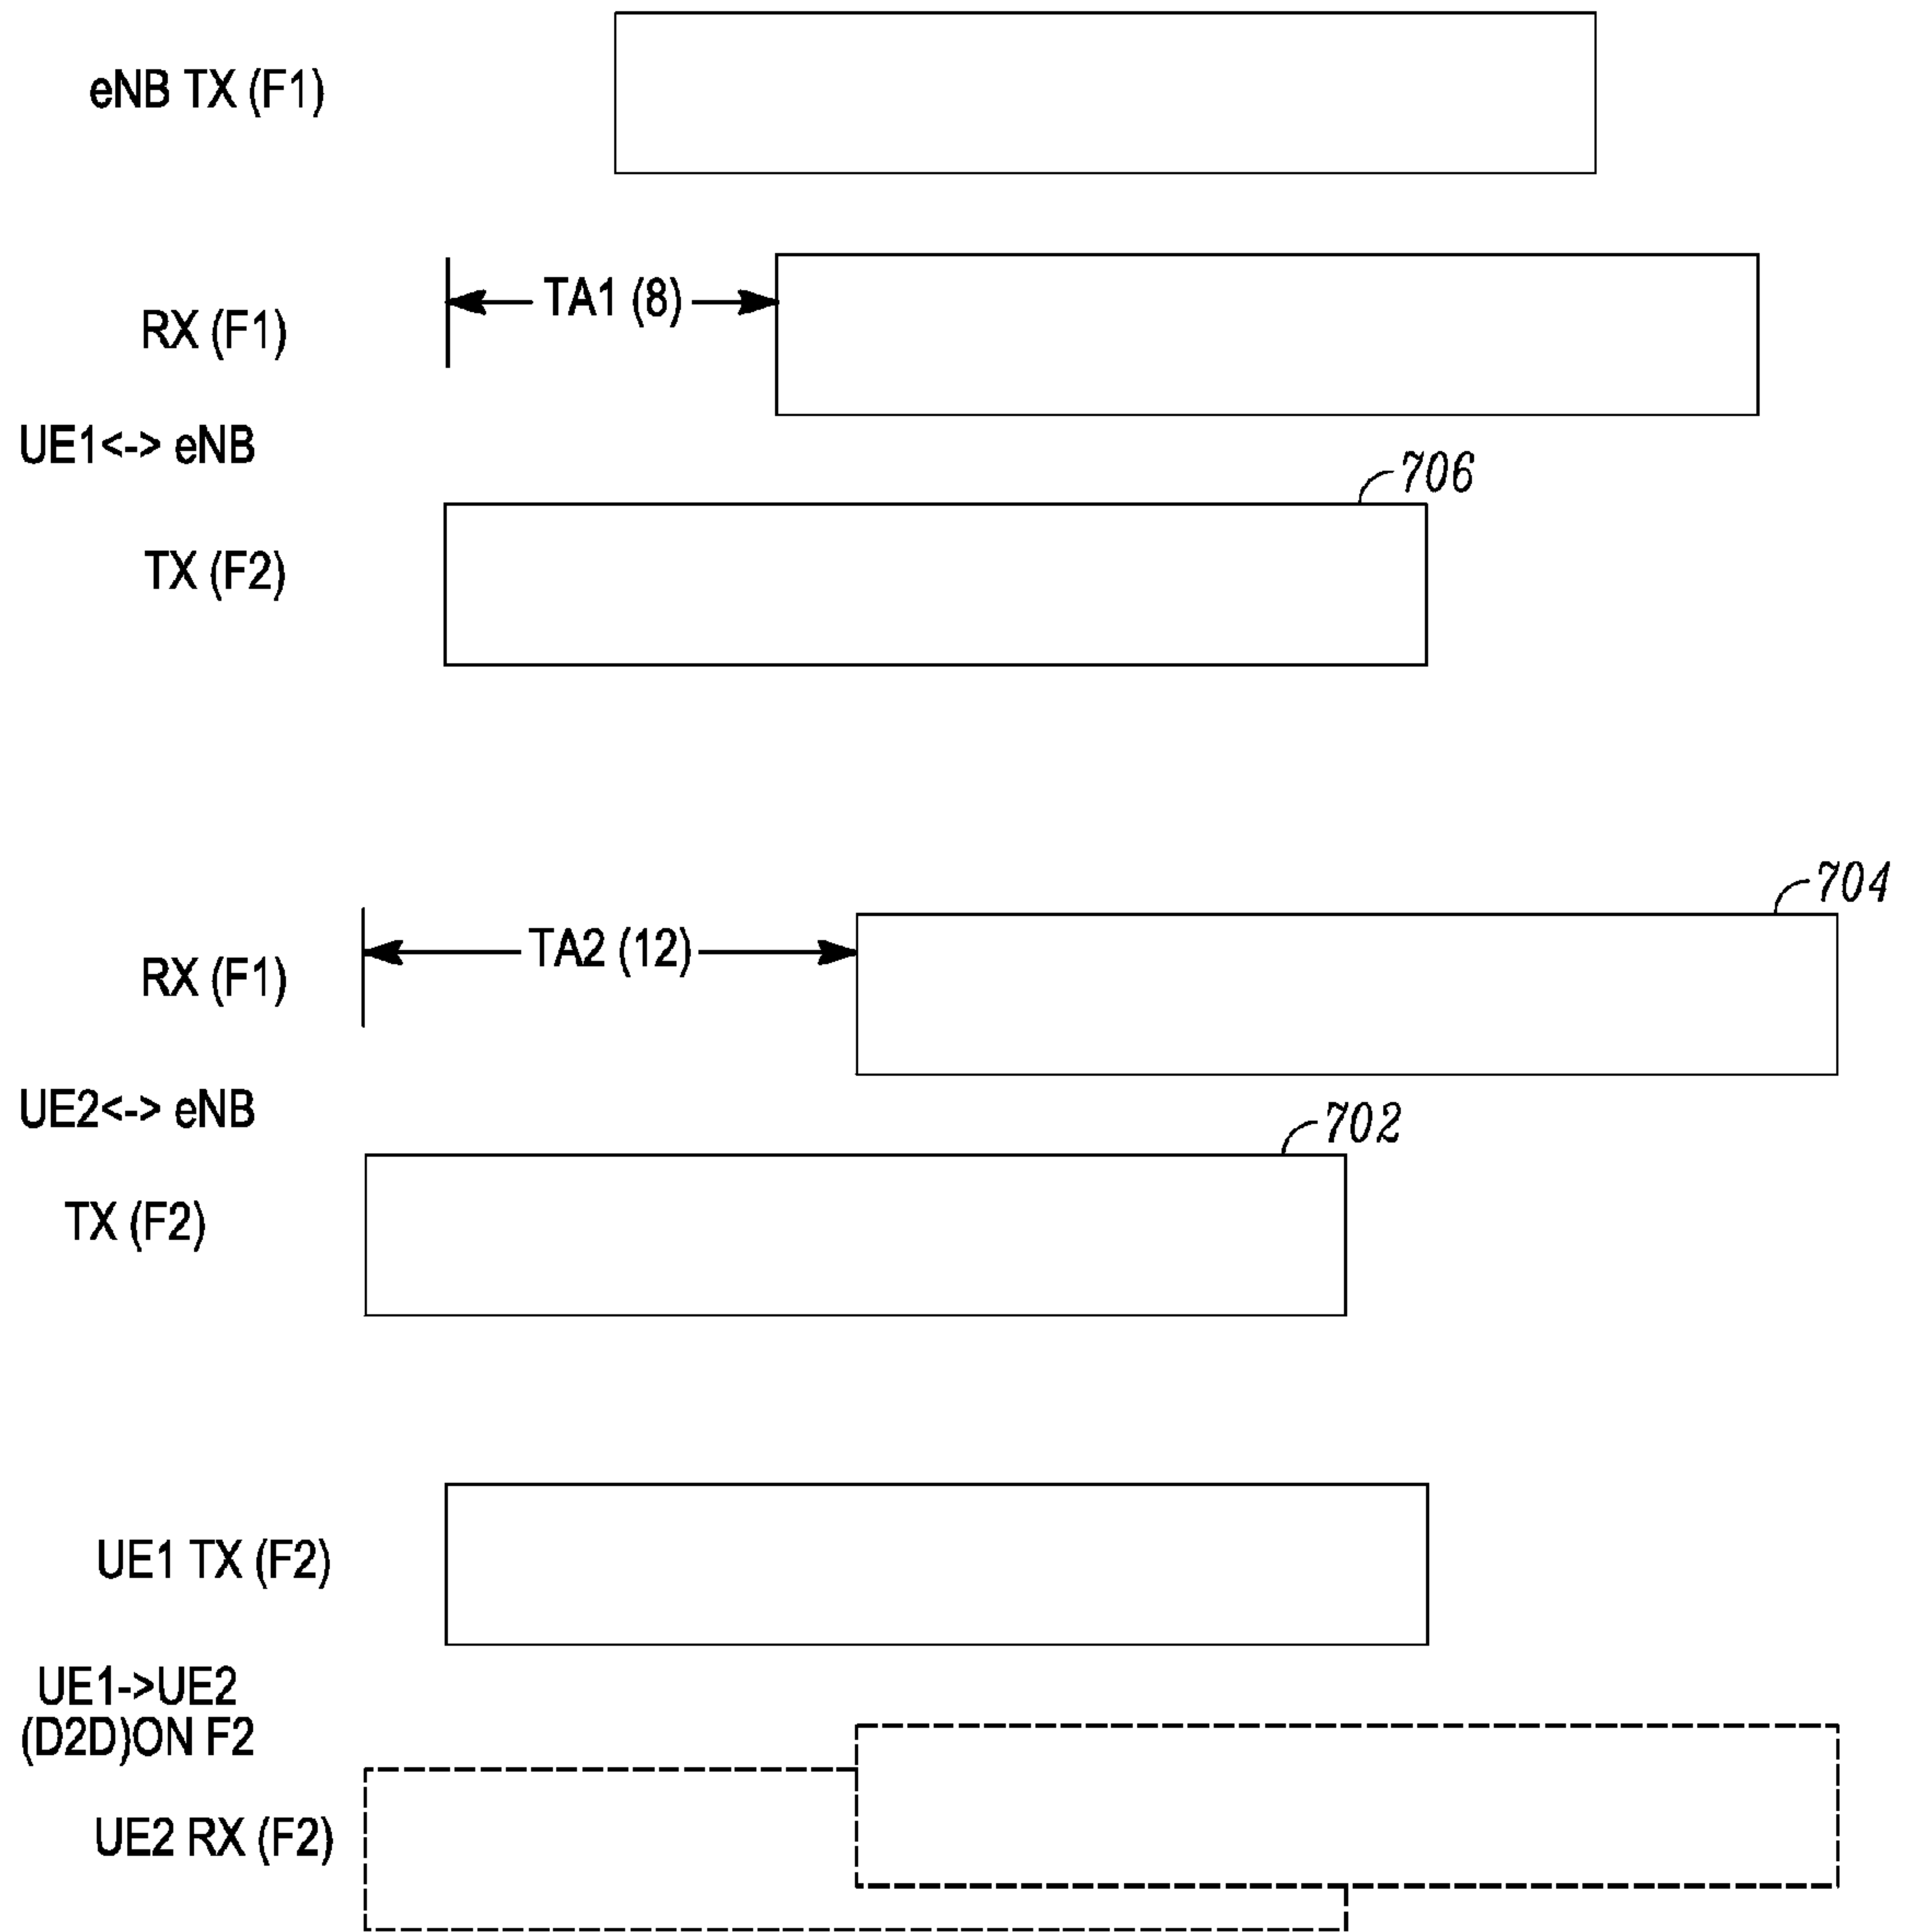 eNB TX (F1)
TA1 (8)
RX (F1)
UE1<-> eNB
706
TX (F2)
704
TA2 (12)
RX (F1)
UE2<-> eNB
702
TX (F2)
UE1 TX (F2)
UE1->UE2
(D2D)ON F2
UE2 RX (F2)